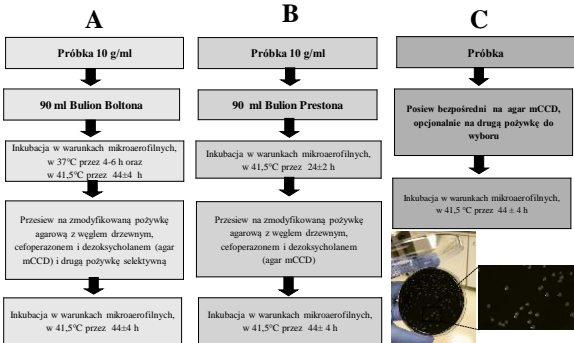 A
Próbka 10 g/ml
90 ml Bulion Boltona
Inkubacja w warunkach mikroaerofilnych,
w 37°C przez 4-6 h oraz
w 41,5°C przez 44±4 h
Przesiew na zmodyfikowaną pożywkę
agarową z węglem drzewnym,
cefoperazonem i dezoksycholanem (agar
mCCD) i drugą pożywkę selektywną
Inkubacja w warunkach mikroaerofilnych,
w 41,5°C przez 44±4 h
B
Próbka 10 g/ml
90 ml Bulion Prestona
Inkubacja w warunkach mikroaerofilnych,
w 41,5°C przez 24±2 h
Przesiew na zmodyfikowaną pożywkę
agarową z węglem drzewnym,
cefoperazonem i dezoksycholanem
(agar mCCD)
Inkubacja w warunkach mikroaerofilnych,
w 41,5°C przez 44± 4 h
C
Próbka
Posiew bezpośredni na agar mCCD,
opcjonalnie na drugą pożywkę do
wyboru
Inkubacja w warunkach mikroaerofilnych,
w 41,5 °C przez 44 ± 4 h